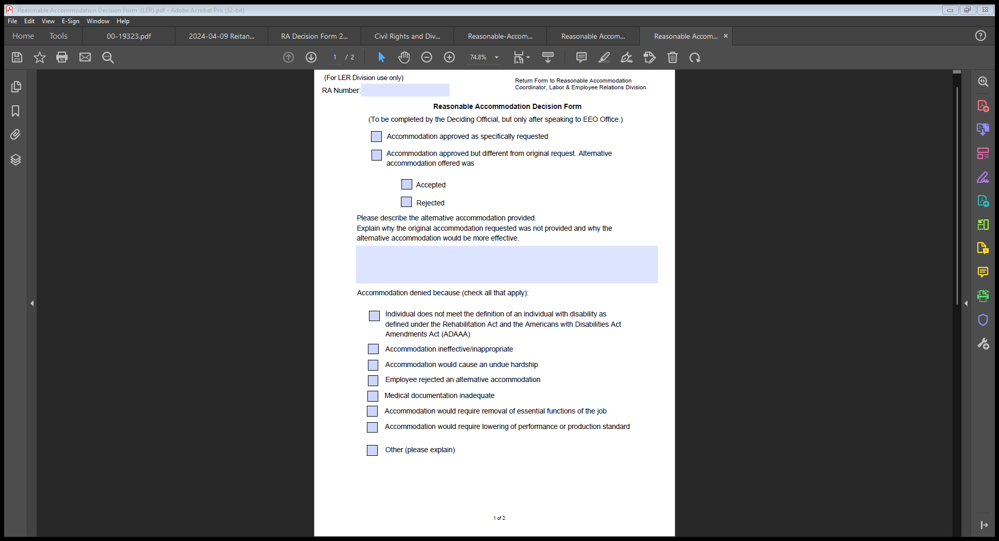 Reasonable Accommodation Decision Form (LER).pdf - Adobe Acrobat Pro (32-bit)
File Edit View E-Sign Window Help
Home Tools 00-19323.pdf 2024-04-09 Reitan... RA Decision Form 2... Civil Rights and Div... Reasonable-Accom... Reasonable Accom... Reasonable Accom...
1 / 2 74.8%
(For LER Division use only)
RA Number:
Return Form to Reasonable Accommodation
Coordinator, Labor & Employee Relations Division
Reasonable Accommodation Decision Form
(To be completed by the Deciding Official, but only after speaking to EEO Office.)
Accommodation approved as specifically requested
Accommodation approved but different from original request. Alternative
accommodation offered was
Accepted
Rejected
Please describe the alternative accommodation provided.
Explain why the original accommodation requested was not provided and why the
alternative accommodation would be more effective.
Accommodation denied because (check all that apply):
Individual does not meet the definition of an individual with disability as
defined under the Rehabilitation Act and the Americans with Disabilities Act
Amendments Act (ADAAA)
Accommodation ineffective/inappropriate
Accommodation would cause an undue hardship
Employee rejected an alternative accommodation
Medical documentation inadequate
Accommodation would require removal of essential functions of the job
Accommodation would require lowering of performance or production standard
Other (please explain)
1 of 2